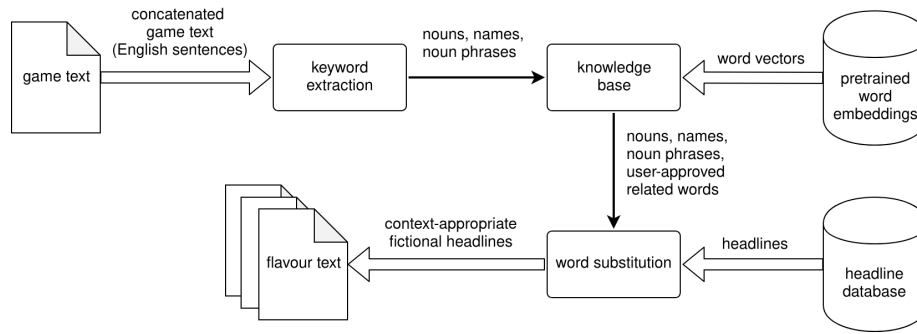 concatenated
game text
(English sentences)
game text
keyword
extraction
nouns, names,
noun phrases
knowledge
base
word vectors
pretrained
word
embeddings
nouns, names,
noun phrases,
user-approved
related words
flavour text
context-appropriate
fictional headlines
word substitution
headlines
headline
database